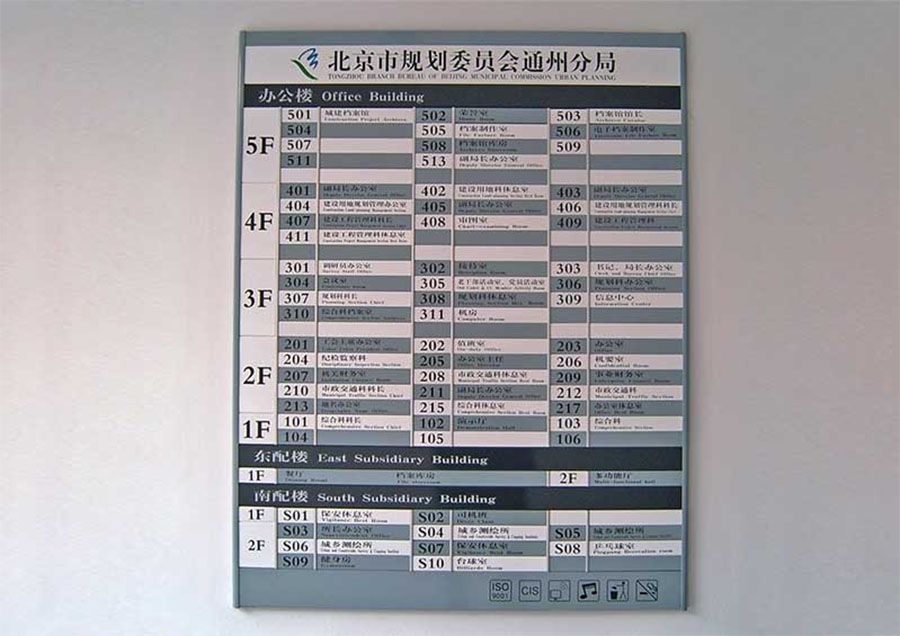 北京市规划委员会通州分局
TONGZHOU BRANCH BUREAU OF BEIJING MUNICIPAL COMMISSION URBAN PLANNING
办公楼 Office Building
5F
501 城建档案馆 502 荣誉室 503 档案馆馆长
504 505 档案制作室 506 电子档案制作室
507 508 档案馆库房 509
511 513 副局长办公室
4F
401 副局长办公室 402 建设用地科休息室 403 副局长办公室
404 建设用地规划管理办公室 405 副局长办公室 406 建设用地规划管理科科长
407 建设工程管理科科长 408 审图室 409 建设工程管理科
411 建设工程管理科休息室
3F
301 调研员办公室 302 接待室 303 书记、局长办公室
304 会议室 305 老干部活动室、党员活动室 306 规划科办公室
307 规划科科长 308 规划科休息室 309 信息中心
310 综合科档案室 311 机房
2F
201 工会主席办公室 202 值班室 203 办公室
204 纪检监察科 205 办公室主任 206 机要室
207 机关财务室 208 市政交通科休息室 209 事业财务室
210 市政交通科科长 211 副局长办公室 212 市政交通科
213 地名办公室 215 综合科休息室 217 办公室休息室
1F
101 综合科科长 102 展示厅 103 综合科
104 105 106
东配楼 East Subsidiary Building
1F 餐厅 档案库房 2F 多功能厅
南配楼 South Subsidiary Building
1F S01 保安休息室 S02 司机班
2F
S03 所长办公室 S04 城乡测绘所 S05 城乡测绘所
S06 城乡测绘所 S07 保安休息室 S08 乒乓球室
S09 健身房 S10 台球室
ISO 9001 CIS